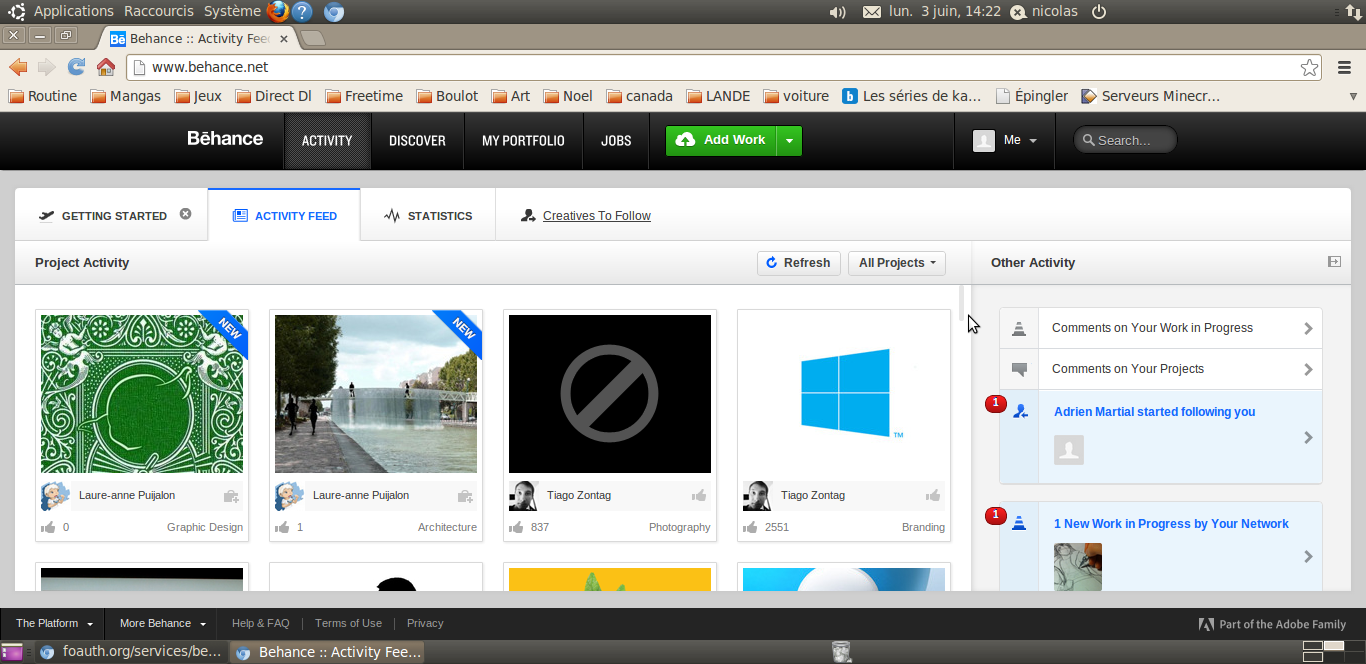 Applications Raccourcis Système lun. 3 juin, 14:22 nicolas
Behance :: Activity Fee
www.behance.net
Routine Mangas Jeux Direct Dl Freetime Boulot Art Noel canada LANDE voiture Les séries de ka... Épingler Serveurs Minecr...
Bēhance ACTIVITY DISCOVER MY PORTFOLIO JOBS Add Work Me Search...
GETTING STARTED ACTIVITY FEED STATISTICS Creatives To Follow
Project Activity Refresh All Projects Other Activity
NEW NEW
TM
Laure-anne Puijalon Laure-anne Puijalon Tiago Zontag Tiago Zontag
0 Graphic Design 1 Architecture 837 Photography 2551 Branding
Comments on Your Work in Progress
Comments on Your Projects
1 Adrien Martial started following you
1 1 New Work in Progress by Your Network
The Platform More Behance Help & FAQ Terms of Use Privacy Part of the Adobe Family
foauth.org/services/be... Behance :: Activity Fee...